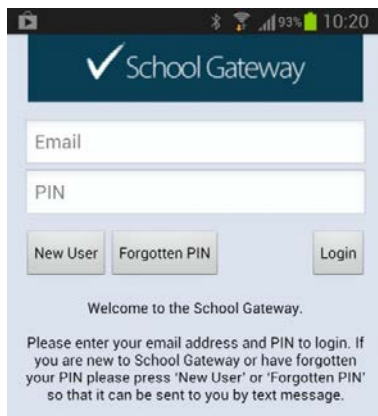 93% 10:20
School Gateway
Email
PIN
New User Forgotten PIN Login
Welcome to the School Gateway.
Please enter your email address and PIN to login. If
you are new to School Gateway or have forgotten
your PIN please press ‘New User’ or ‘Forgotten PIN’
so that it can be sent to you by text message.